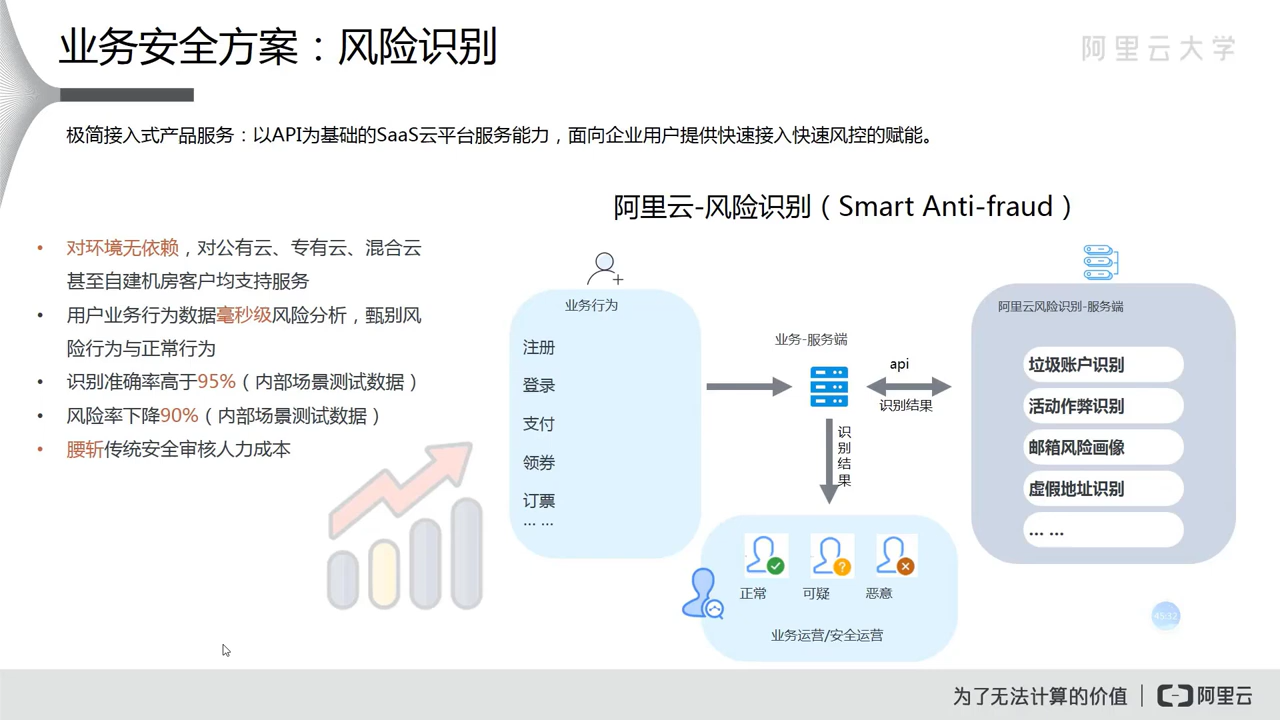 业务安全方案：风险识别
阿里云大学
极简接入式产品服务：以API为基础的SaaS云平台服务能力，面向企业用户提供快速接入快速风控的赋能。
阿里云-风险识别（Smart Anti-fraud）
• 对环境无依赖，对公有云、专有云、混合云
甚至自建机房客户均支持服务
• 用户业务行为数据毫秒级风险分析，甄别风
险行为与正常行为
• 识别准确率高于95%（内部场景测试数据）
• 风险率下降90%（内部场景测试数据）
• 腰斩传统安全审核人力成本
业务行为
注册
登录
支付
领券
订票
... ...
业务-服务端
api
识别结果
识
别
结
果
阿里云风险识别-服务端
垃圾账户识别
活动作弊识别
邮箱风险画像
虚假地址识别
... ...
正常
可疑
恶意
业务运营/安全运营
45:32
为了无法计算的价值
阿里云